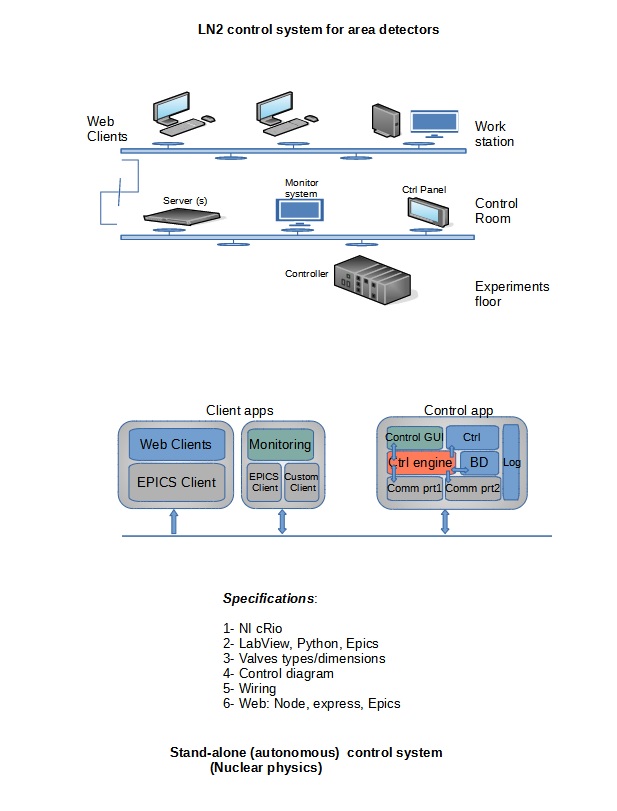 LN2 control system for area detectors
Web
Clients
Work
station
Server (s)
Monitor
system
Ctrl Panel
Control
Room
Controller
Experiments
floor
Client apps
Control app
Web Clients
EPICS Client
Monitoring
EPICS
Client
Custom
Client
Control GUI
Ctrl
Ctrl engine
BD
Log
Comm prt1
Comm prt2
Specifications:
1- NI cRio
2- LabView, Python, Epics
3- Valves types/dimensions
4- Control diagram
5- Wiring
6- Web: Node, express, Epics
Stand-alone (autonomous) control system
(Nuclear physics)